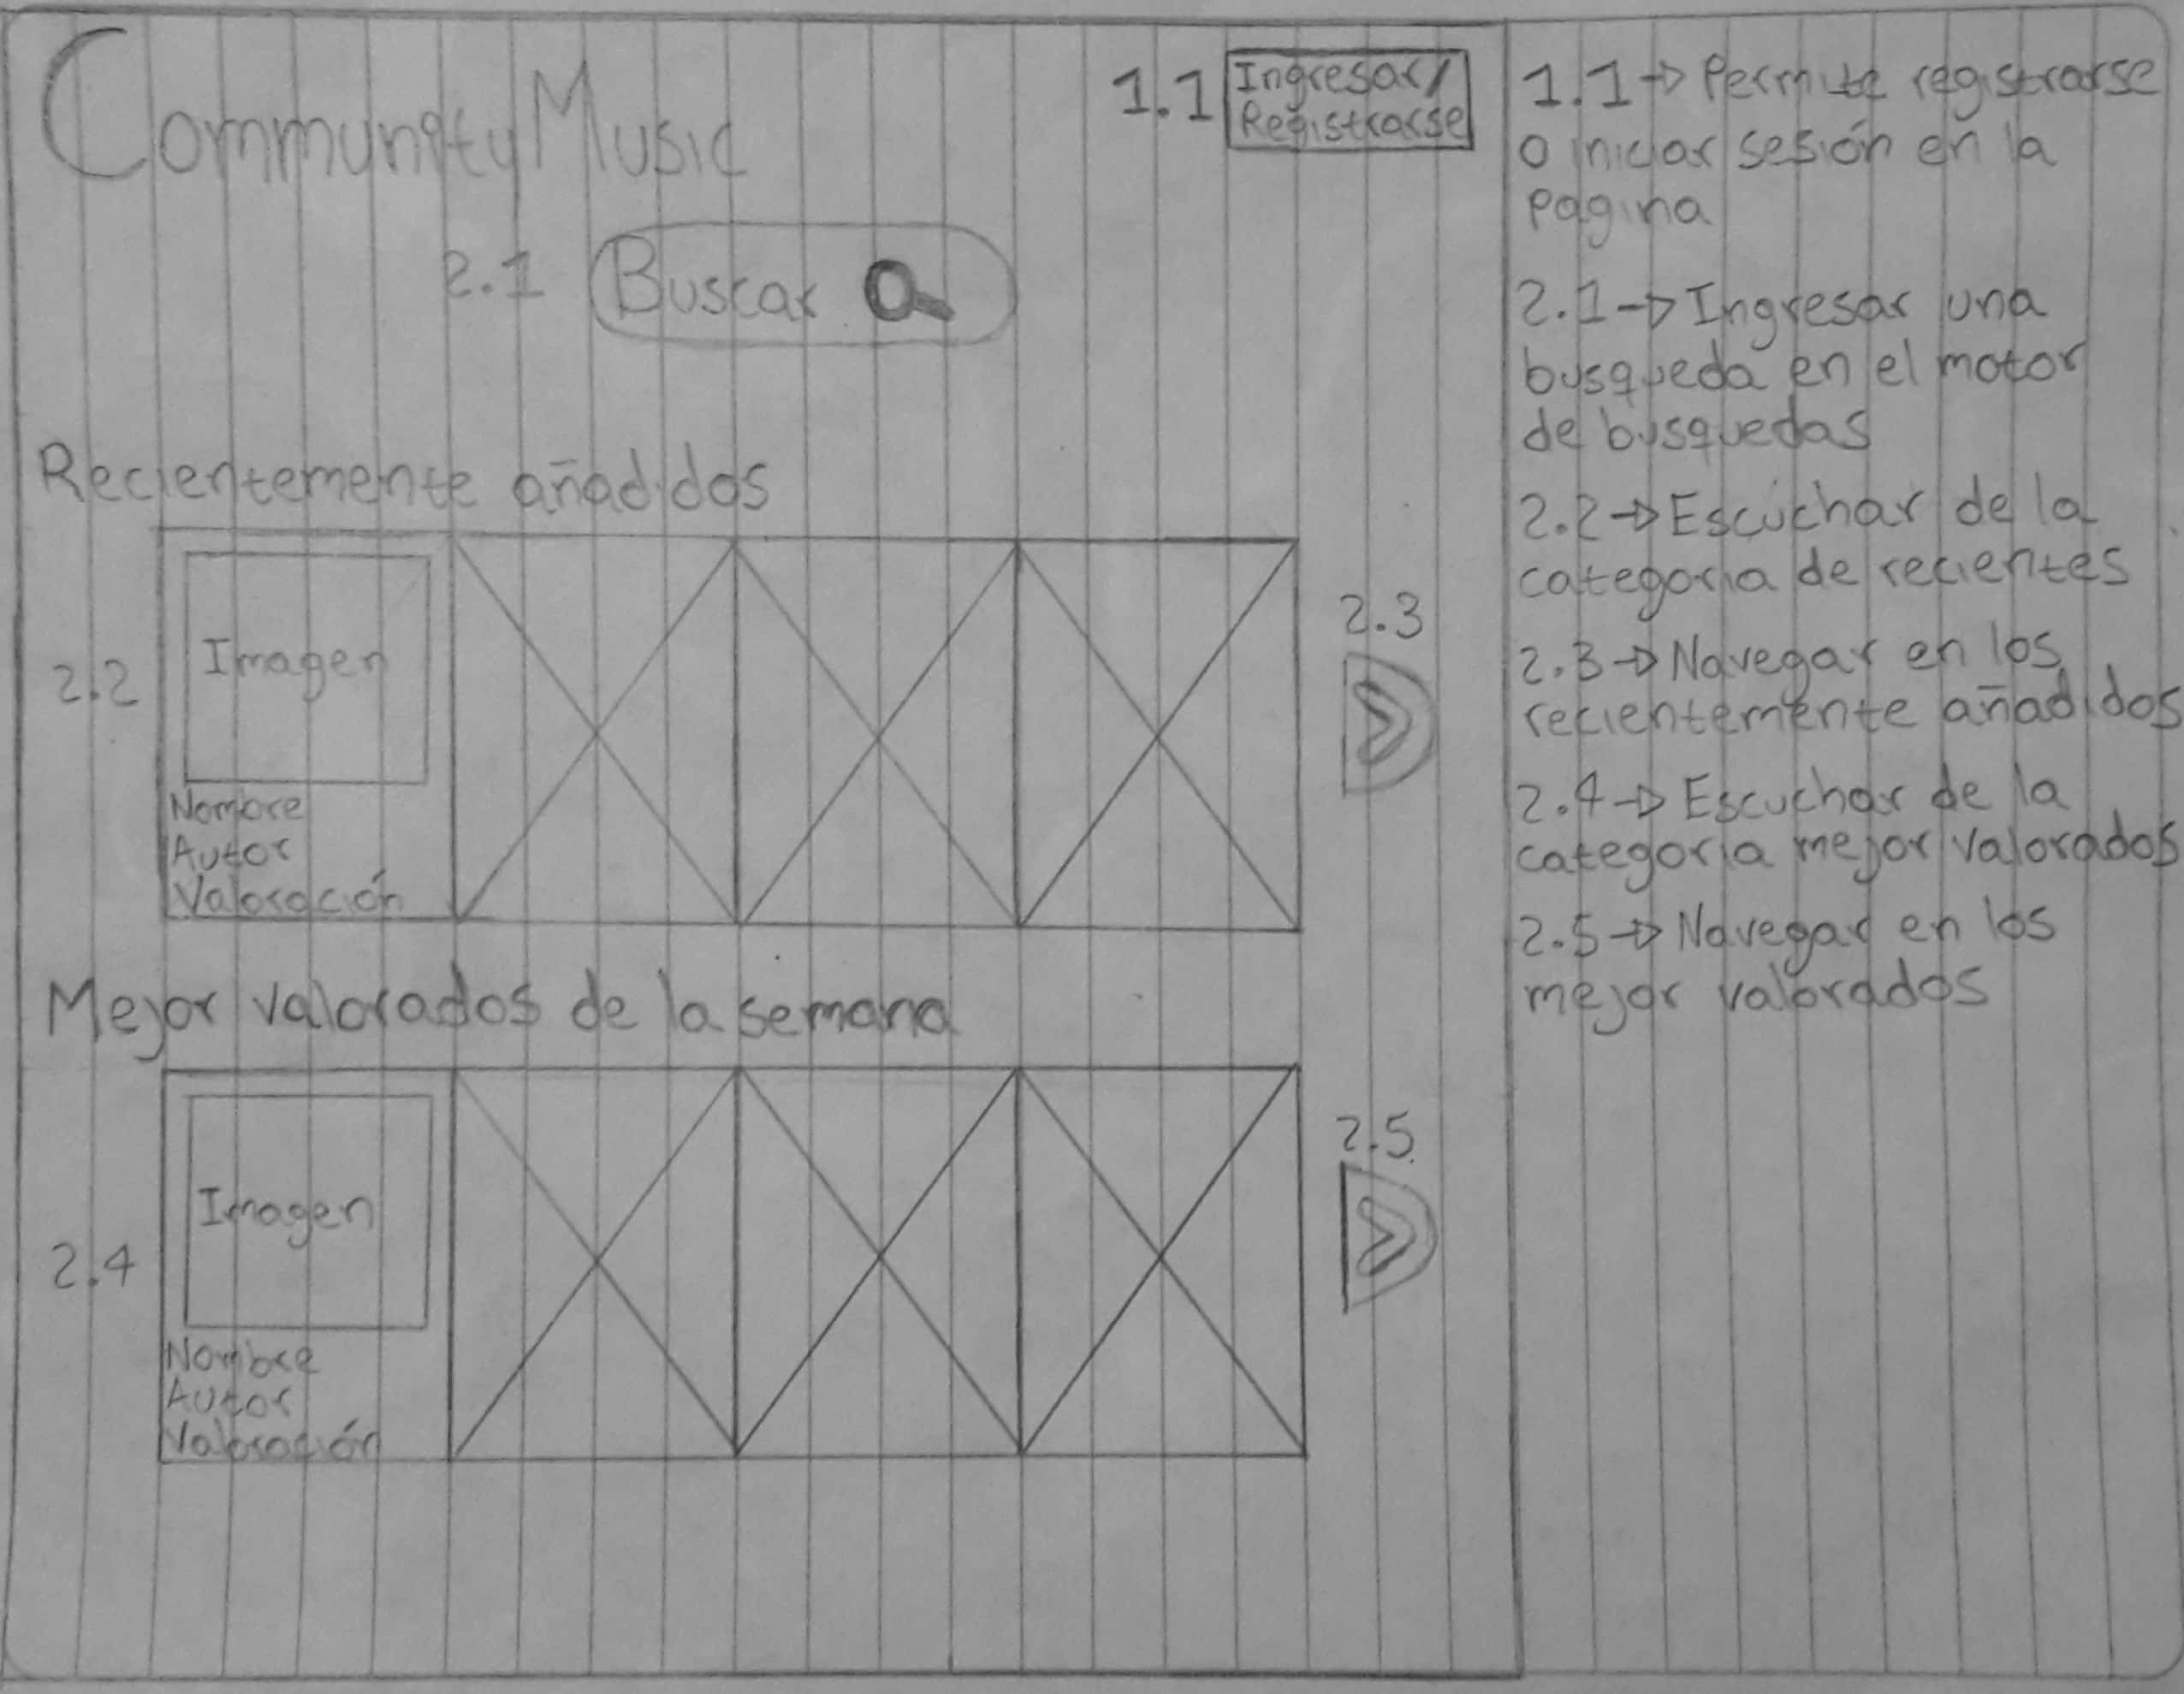 CommunityMusic
1.1 Ingresar/
Registrarse
2.1 Buscar
Recientemente añadidos
2.2
Imagen
Nombre
Autor
Valoración
2.3
Mejor valorados de la semana
2.4
Imagen
Nombre
Autor
Valoración
2.5
1.1→ Permite registrarse
o iniciar sesión en la
pagina
2.1→ Ingresar una
busqueda en el motor
de busquedas
2.2→ Escuchar de la
categoria de recientes
2.3→ Navegar en los
recientemente añadidos
2.4→ Escuchar de la
categoria mejor valorados
2.5→ Navegar en los
mejor valorados